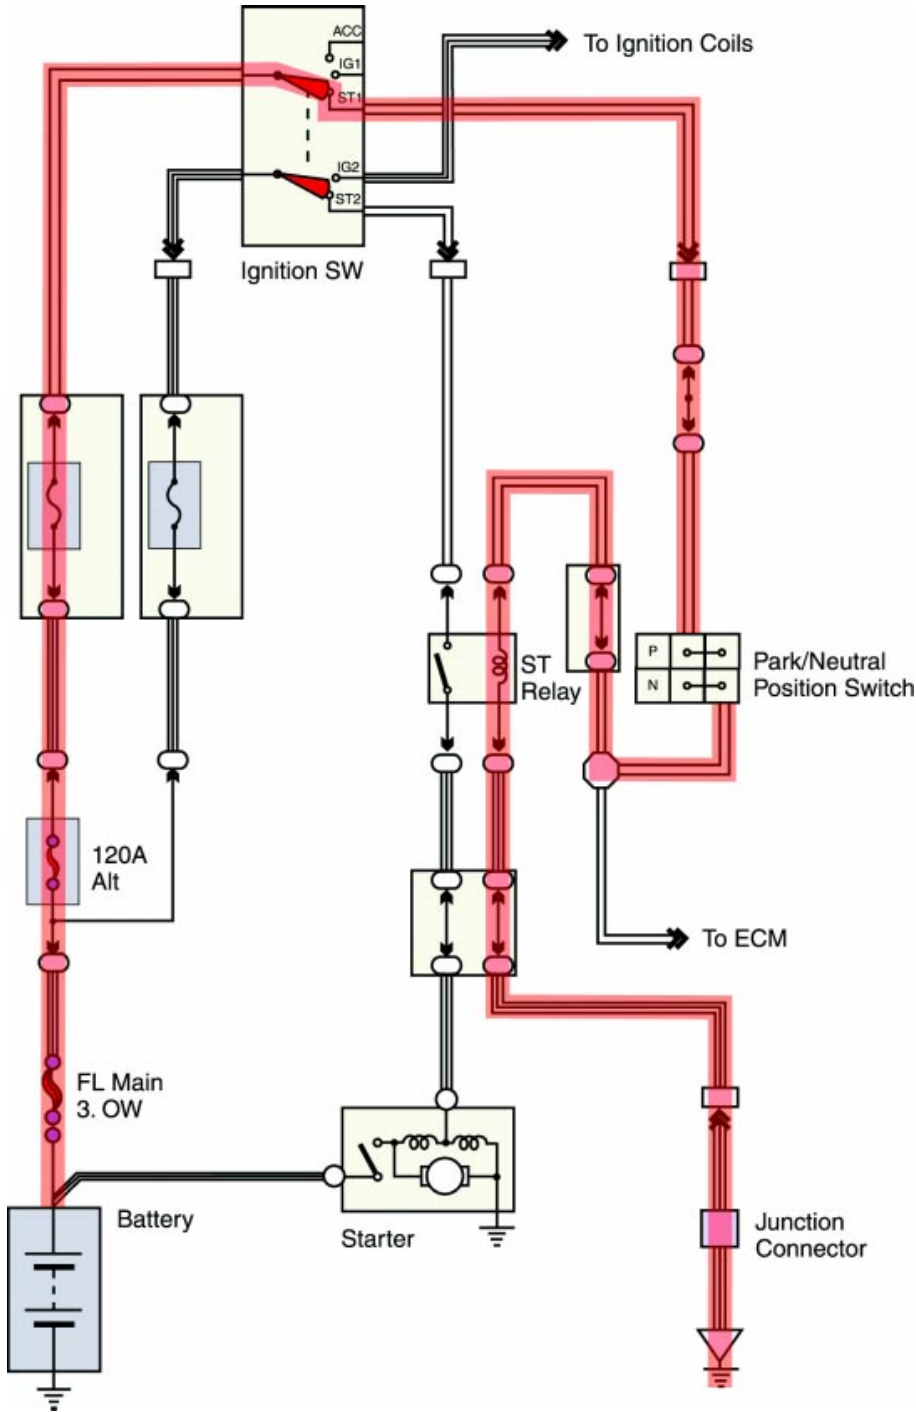 ACC
To Ignition Coils
IG1
ST1
IG2
ST2
Ignition SW
P
N
Park/Neutral
Position Switch
ST
Relay
120A
Alt
To ECM
FL Main
3. OW
Battery
Starter
Junction
Connector